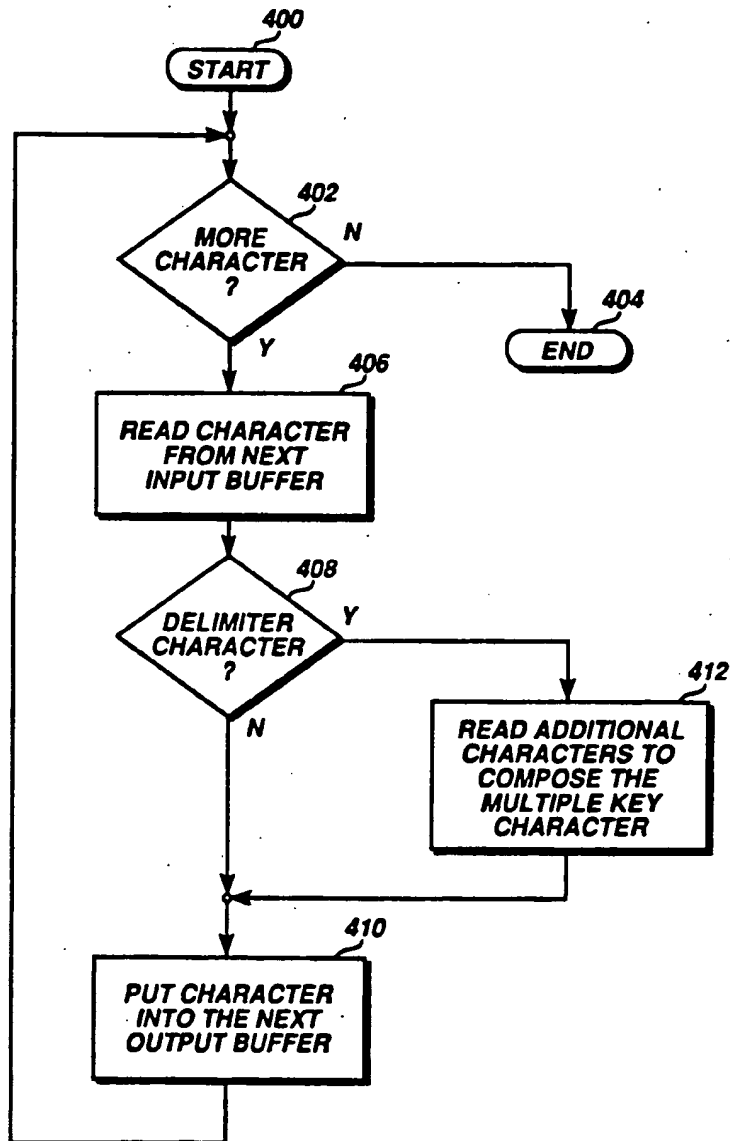 400
START
402
MORE
CHARACTER
?
N
Y
404
END
406
READ CHARACTER
FROM NEXT
INPUT BUFFER
408
DELIMITER
CHARACTER
?
Y
N
412
READ ADDITIONAL
CHARACTERS TO
COMPOSE THE
MULTIPLE KEY
CHARACTER
410
PUT CHARACTER
INTO THE NEXT
OUTPUT BUFFER